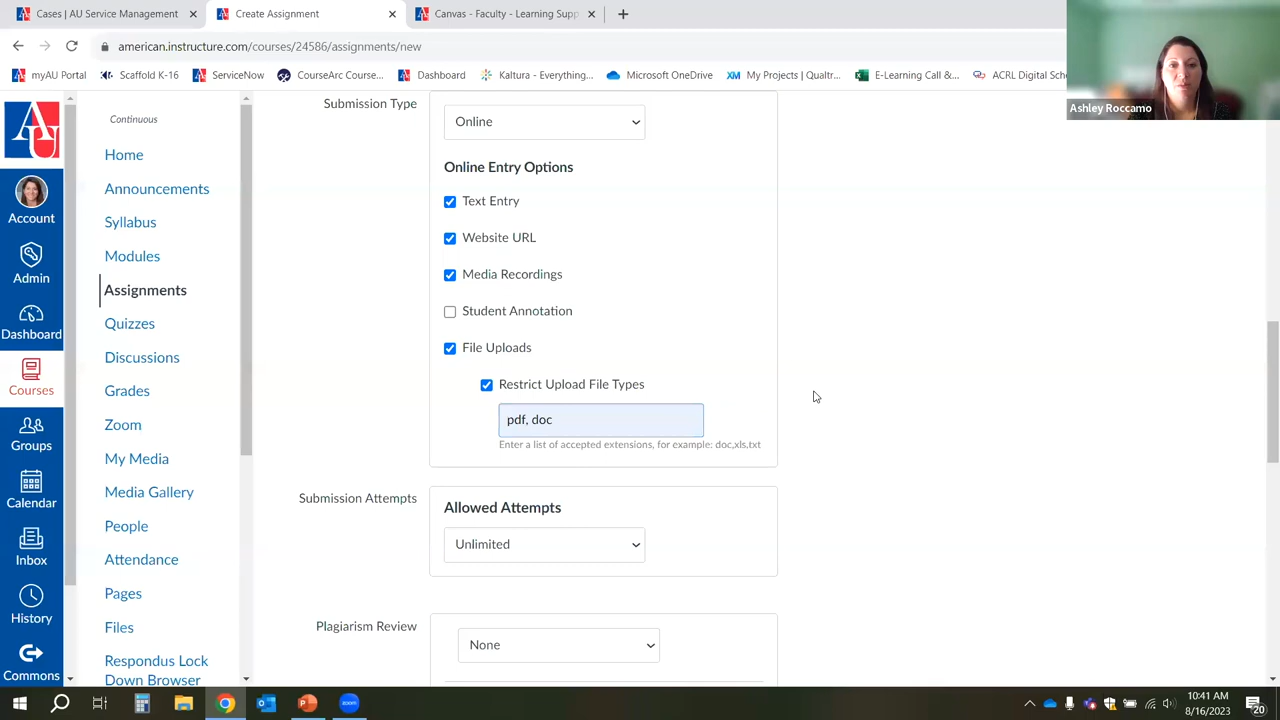 Cases | AU Service Management
Create Assignment
Canvas - Faculty - Learning Supp
american.instructure.com/courses/24586/assignments/new
myAU Portal
Scaffold K-16
ServiceNow
CourseArc Course...
Dashboard
Kaltura - Everything...
Microsoft OneDrive
XM
My Projects | Qualtr...
E-Learning Call &...
ACRL Digital Sch
Ashley Roccamo
AU
Account
Admin
Dashboard
Courses
Groups
Calendar
Inbox
History
Commons
Continuous
Home
Announcements
Syllabus
Modules
Assignments
Quizzes
Discussions
Grades
Zoom
My Media
Media Gallery
People
Attendance
Pages
Files
Respondus Lock
Down Browser
Submission Type
Online
Online Entry Options
Text Entry
Website URL
Media Recordings
Student Annotation
File Uploads
Restrict Upload File Types
pdf, doc
Enter a list of accepted extensions, for example: doc,xls,txt
Submission Attempts
Allowed Attempts
Unlimited
Plagiarism Review
None
zoom
10:41 AM
8/16/2023
20